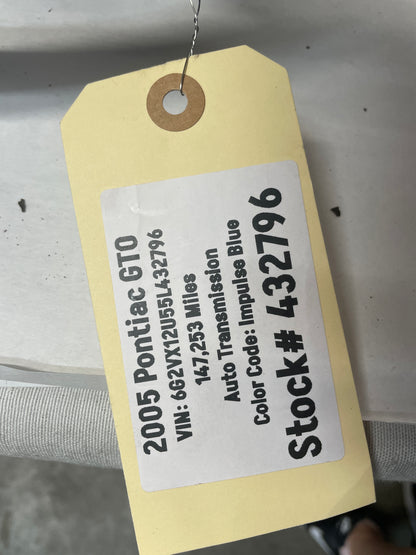 2005 Pontiac GTO
VIN: 6G2VX12U55L432796
147,253 Miles
Auto Transmission
Color Code: Impulse Blue
Stock# 432796